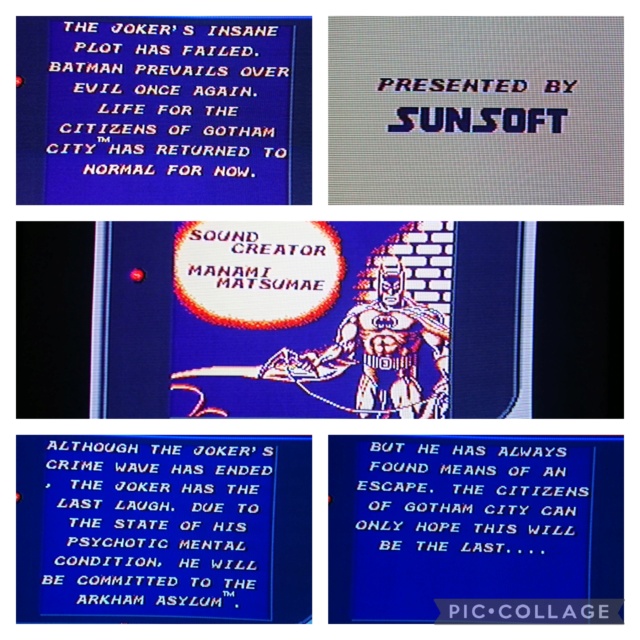 THE JOKER'S INSANE
PLOT HAS FAILED.
BATMAN PREVAILS OVER
EVIL ONCE AGAIN.
LIFE FOR THE
CITIZENS OF GOTHAM
CITY™ HAS RETURNED TO
NORMAL FOR NOW.
PRESENTED BY
SUNSOFT
SOUND
CREATOR
MANAMI
MATSUMAE
ALTHOUGH THE JOKER'S
CRIME WAVE HAS ENDED
, THE JOKER HAS THE
LAST LAUGH. DUE TO
THE STATE OF HIS
PSYCHOTIC MENTAL
CONDITION, HE WILL
BE COMMITTED TO THE
ARKHAM ASYLUM™.
BUT HE HAS ALWAYS
FOUND MEANS OF AN
ESCAPE. THE CITIZENS
OF GOTHAM CITY CAN
ONLY HOPE THIS WILL
BE THE LAST....
PIC•COLLAGE